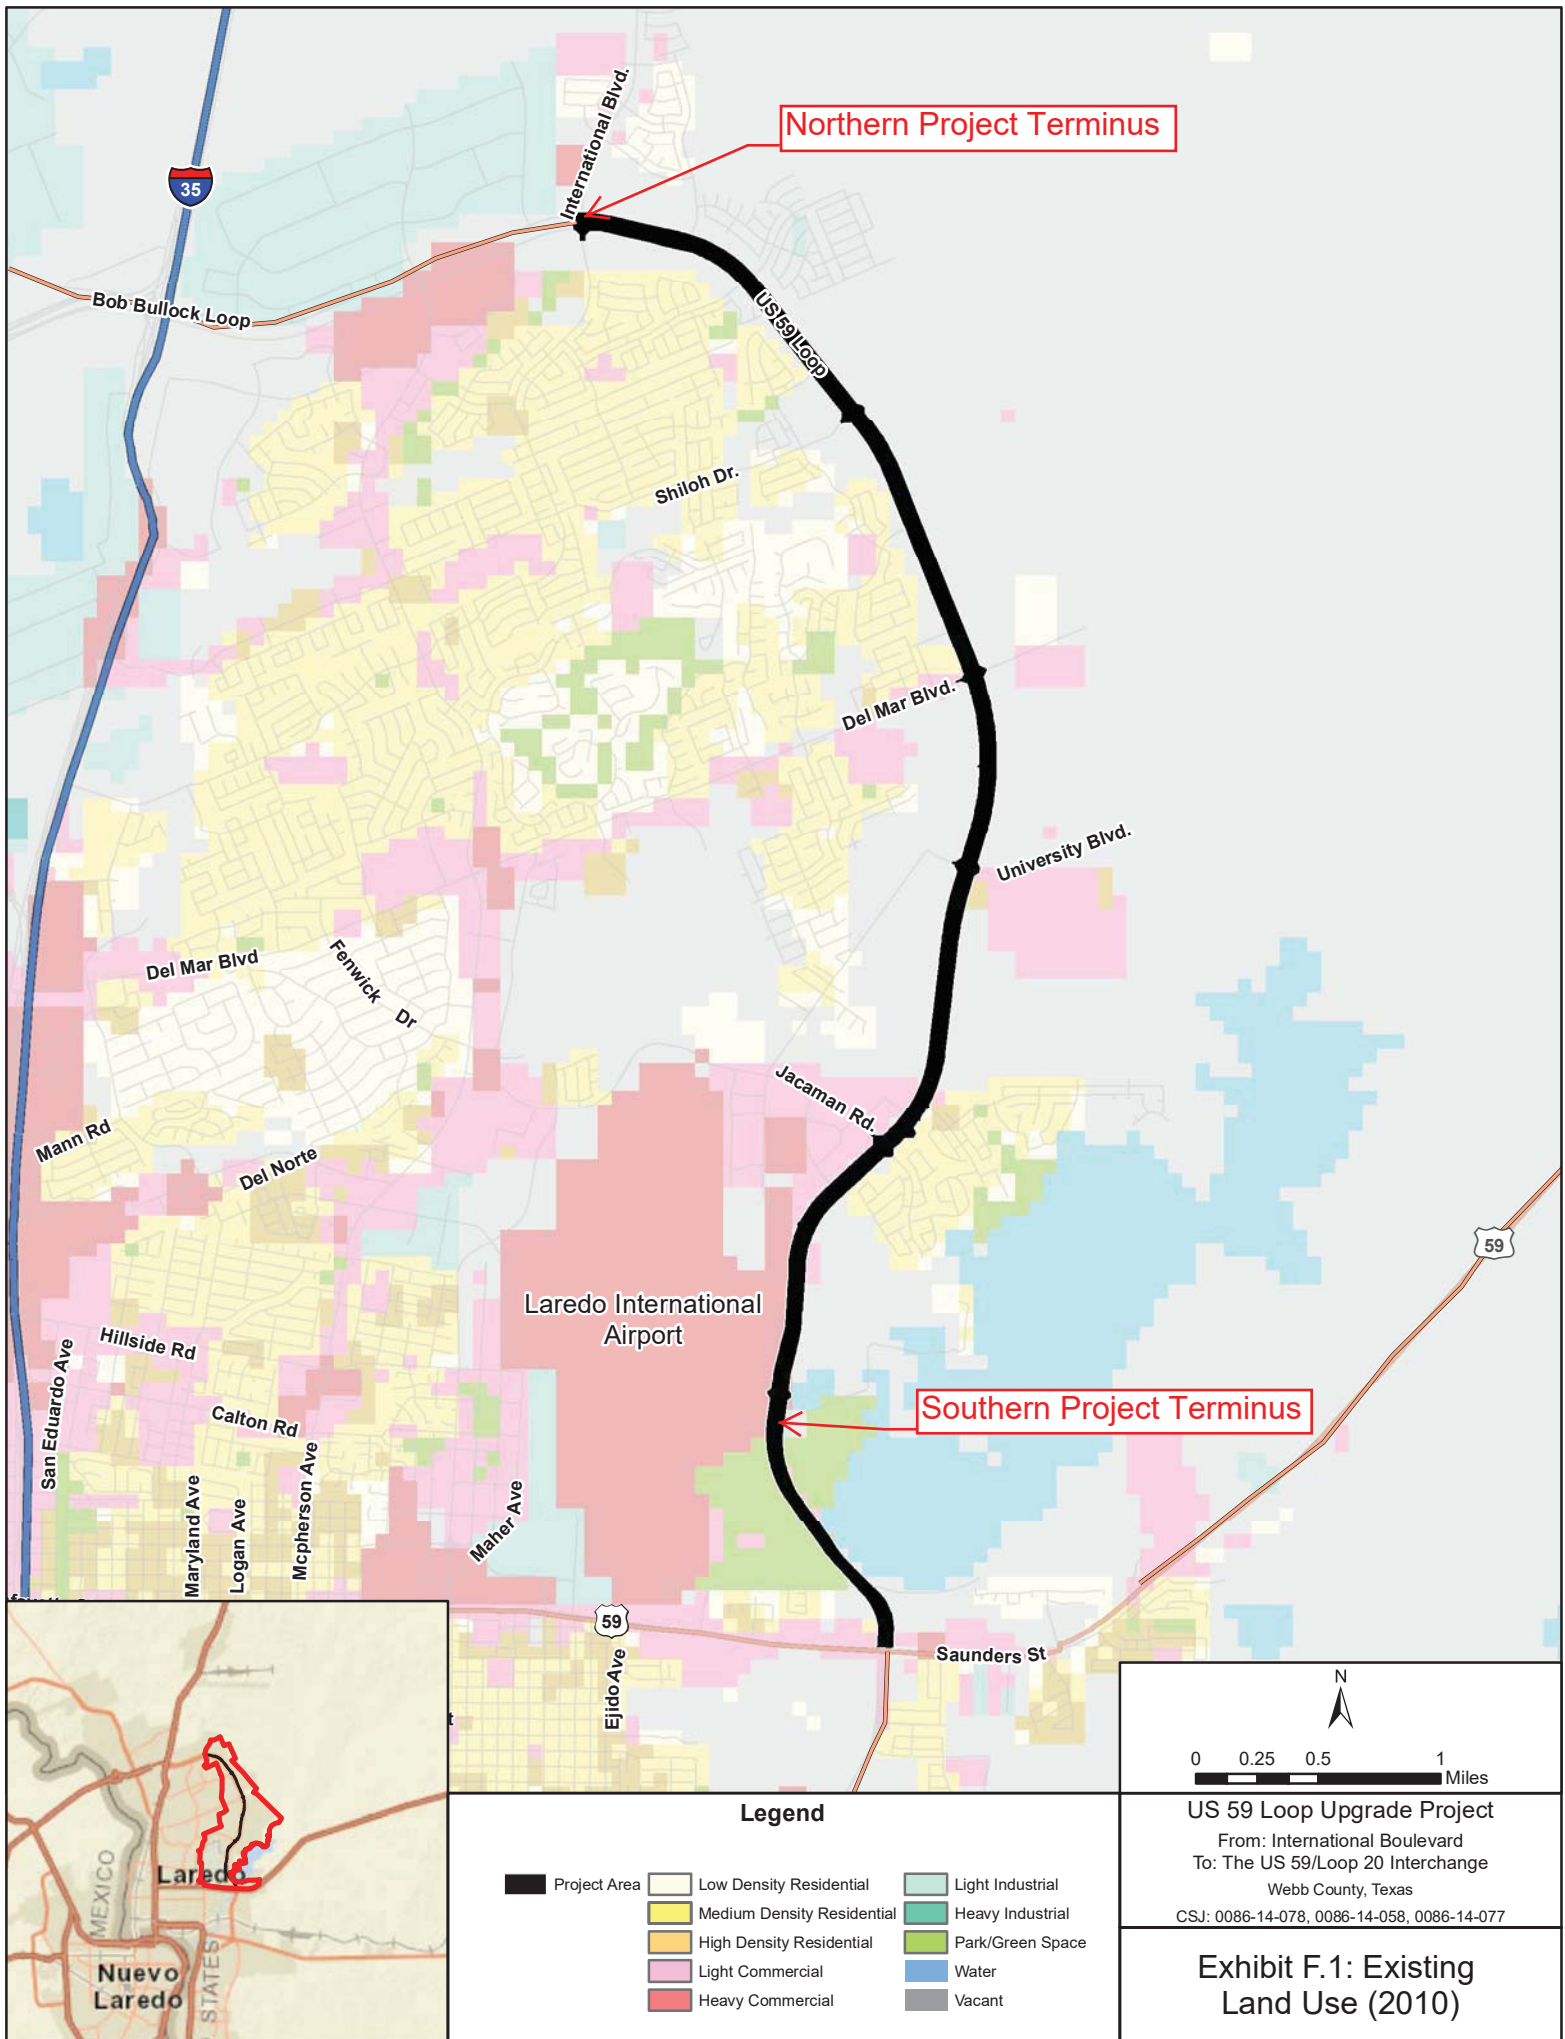 International Blvd.
Northern Project Terminus
35
Bob Bullock Loop
US 59 Loop
Shiloh Dr.
Del Mar Blvd.
University Blvd.
Del Mar Blvd
Fenwick Dr
Jacaman Rd.
Mann Rd
Del Norte
59
Laredo International
Airport
Hillside Rd
San Eduardo Ave
Calton Rd
Southern Project Terminus
Maryland Ave
Logan Ave
Mcpherson Ave
Maher Ave
59
Saunders St
Ejido Ave
t
MEXICO
Laredo
Nuevo
Laredo
STATES
N
0 0.25 0.5 1
Miles
US 59 Loop Upgrade Project
From: International Boulevard
To: The US 59/Loop 20 Interchange
Webb County, Texas
CSJ: 0086-14-078, 0086-14-058, 0086-14-077
Exhibit F.1: Existing
Land Use (2010)
Legend
Project Area
Low Density Residential
Medium Density Residential
High Density Residential
Light Commercial
Heavy Commercial
Light Industrial
Heavy Industrial
Park/Green Space
Water
Vacant